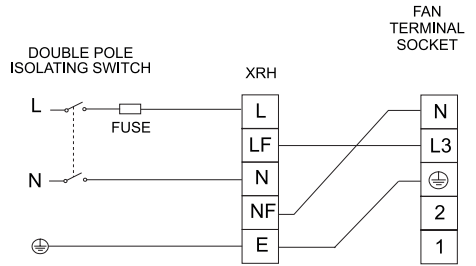 FAN
TERMINAL
SOCKET
DOUBLE POLE
ISOLATING SWITCH
XRH
L
FUSE
N
L
LF
N
NF
E
N
L3
2
1